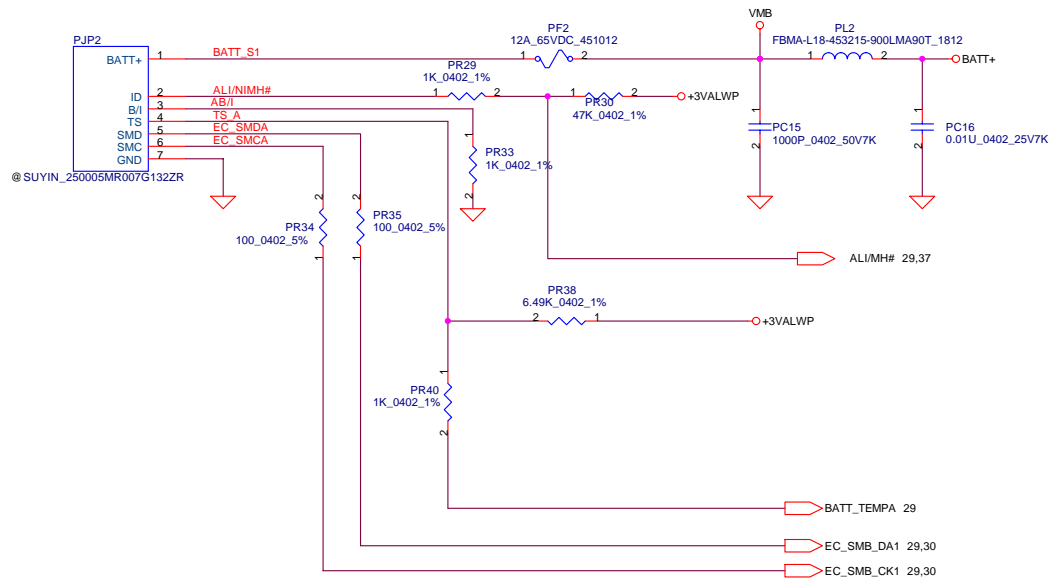 VMB
PF2
12A_65VDC_451012
PL2
FBMA-L18-453215-900LMA90T_1812
PJP2
BATT+ 1 BATT_S1 1 2 1 2 BATT+
PR29
1K_0402_1%
ID 2 ALI/NIMH# 1 2 1 2 +3VALWP
B/I 3 AB/I
PR30
47K_0402_1%
TS 4 TS_A
SMD 5 EC_SMDA
SMC 6 EC_SMCA
GND 7
@SUYIN_250005MR007G132ZR
1
PR33
1K_0402_1%
2
1
PC15
1000P_0402_50V7K
2
1
PC16
0.01U_0402_25V7K
2
2
PR34
100_0402_5%
1
2
PR35
100_0402_5%
1
ALI/MH# 29,37
PR38
6.49K_0402_1%
2 1 +3VALWP
1
PR40
1K_0402_1%
2
BATT_TEMPA 29
EC_SMB_DA1 29,30
EC_SMB_CK1 29,30